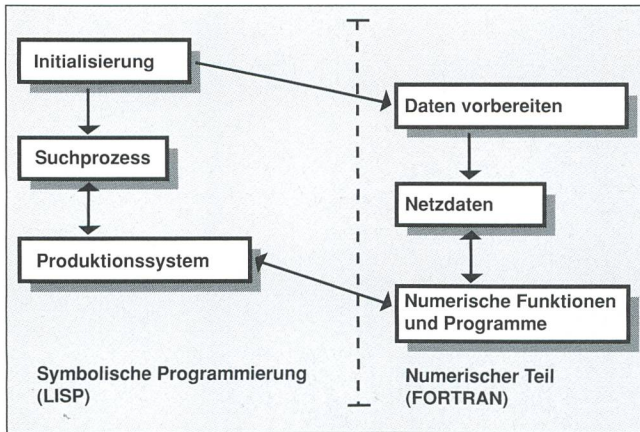 Initialisierung
Suchprozess
Produktionssystem
Symbolische Programmierung
(LISP)
Daten vorbereiten
Netzdaten
Numerische Funktionen
und Programme
Numerischer Teil
(FORTRAN)